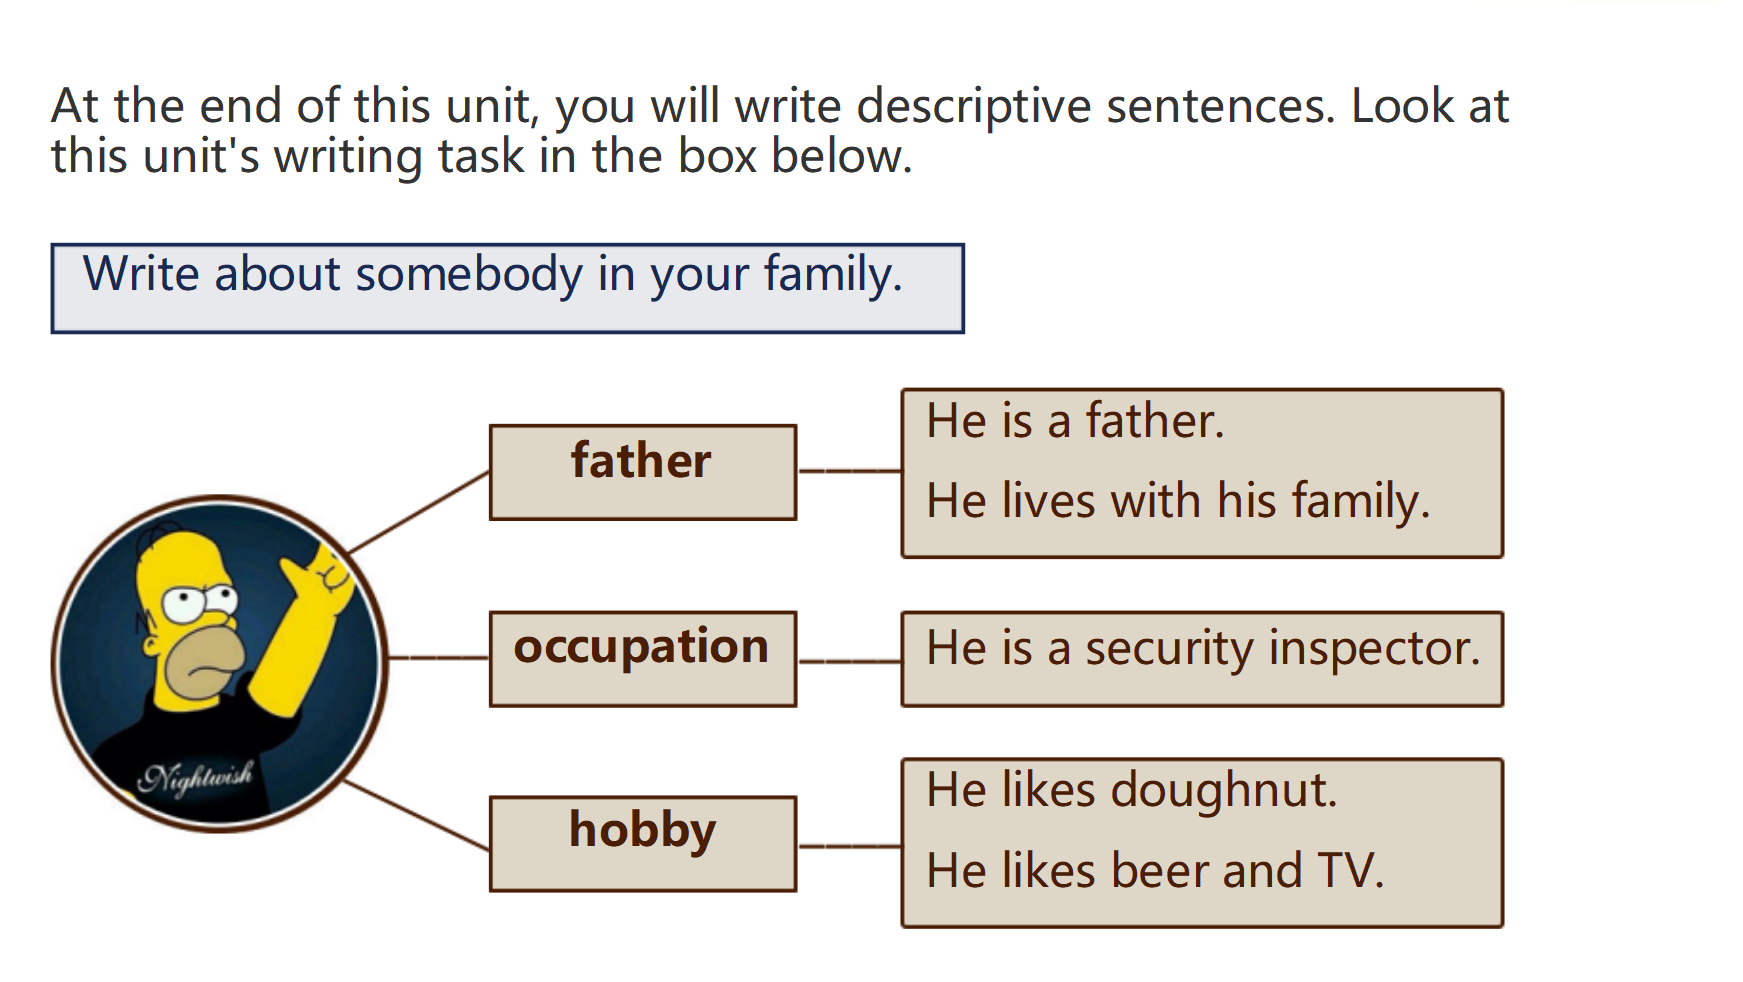 At the end of this unit, you will write descriptive sentences. Look at
this unit's writing task in the box below.
Write about somebody in your family.
father
He is a father.
He lives with his family.
occupation
He is a security inspector.
Nightwish
hobby
He likes doughnut.
He likes beer and TV.